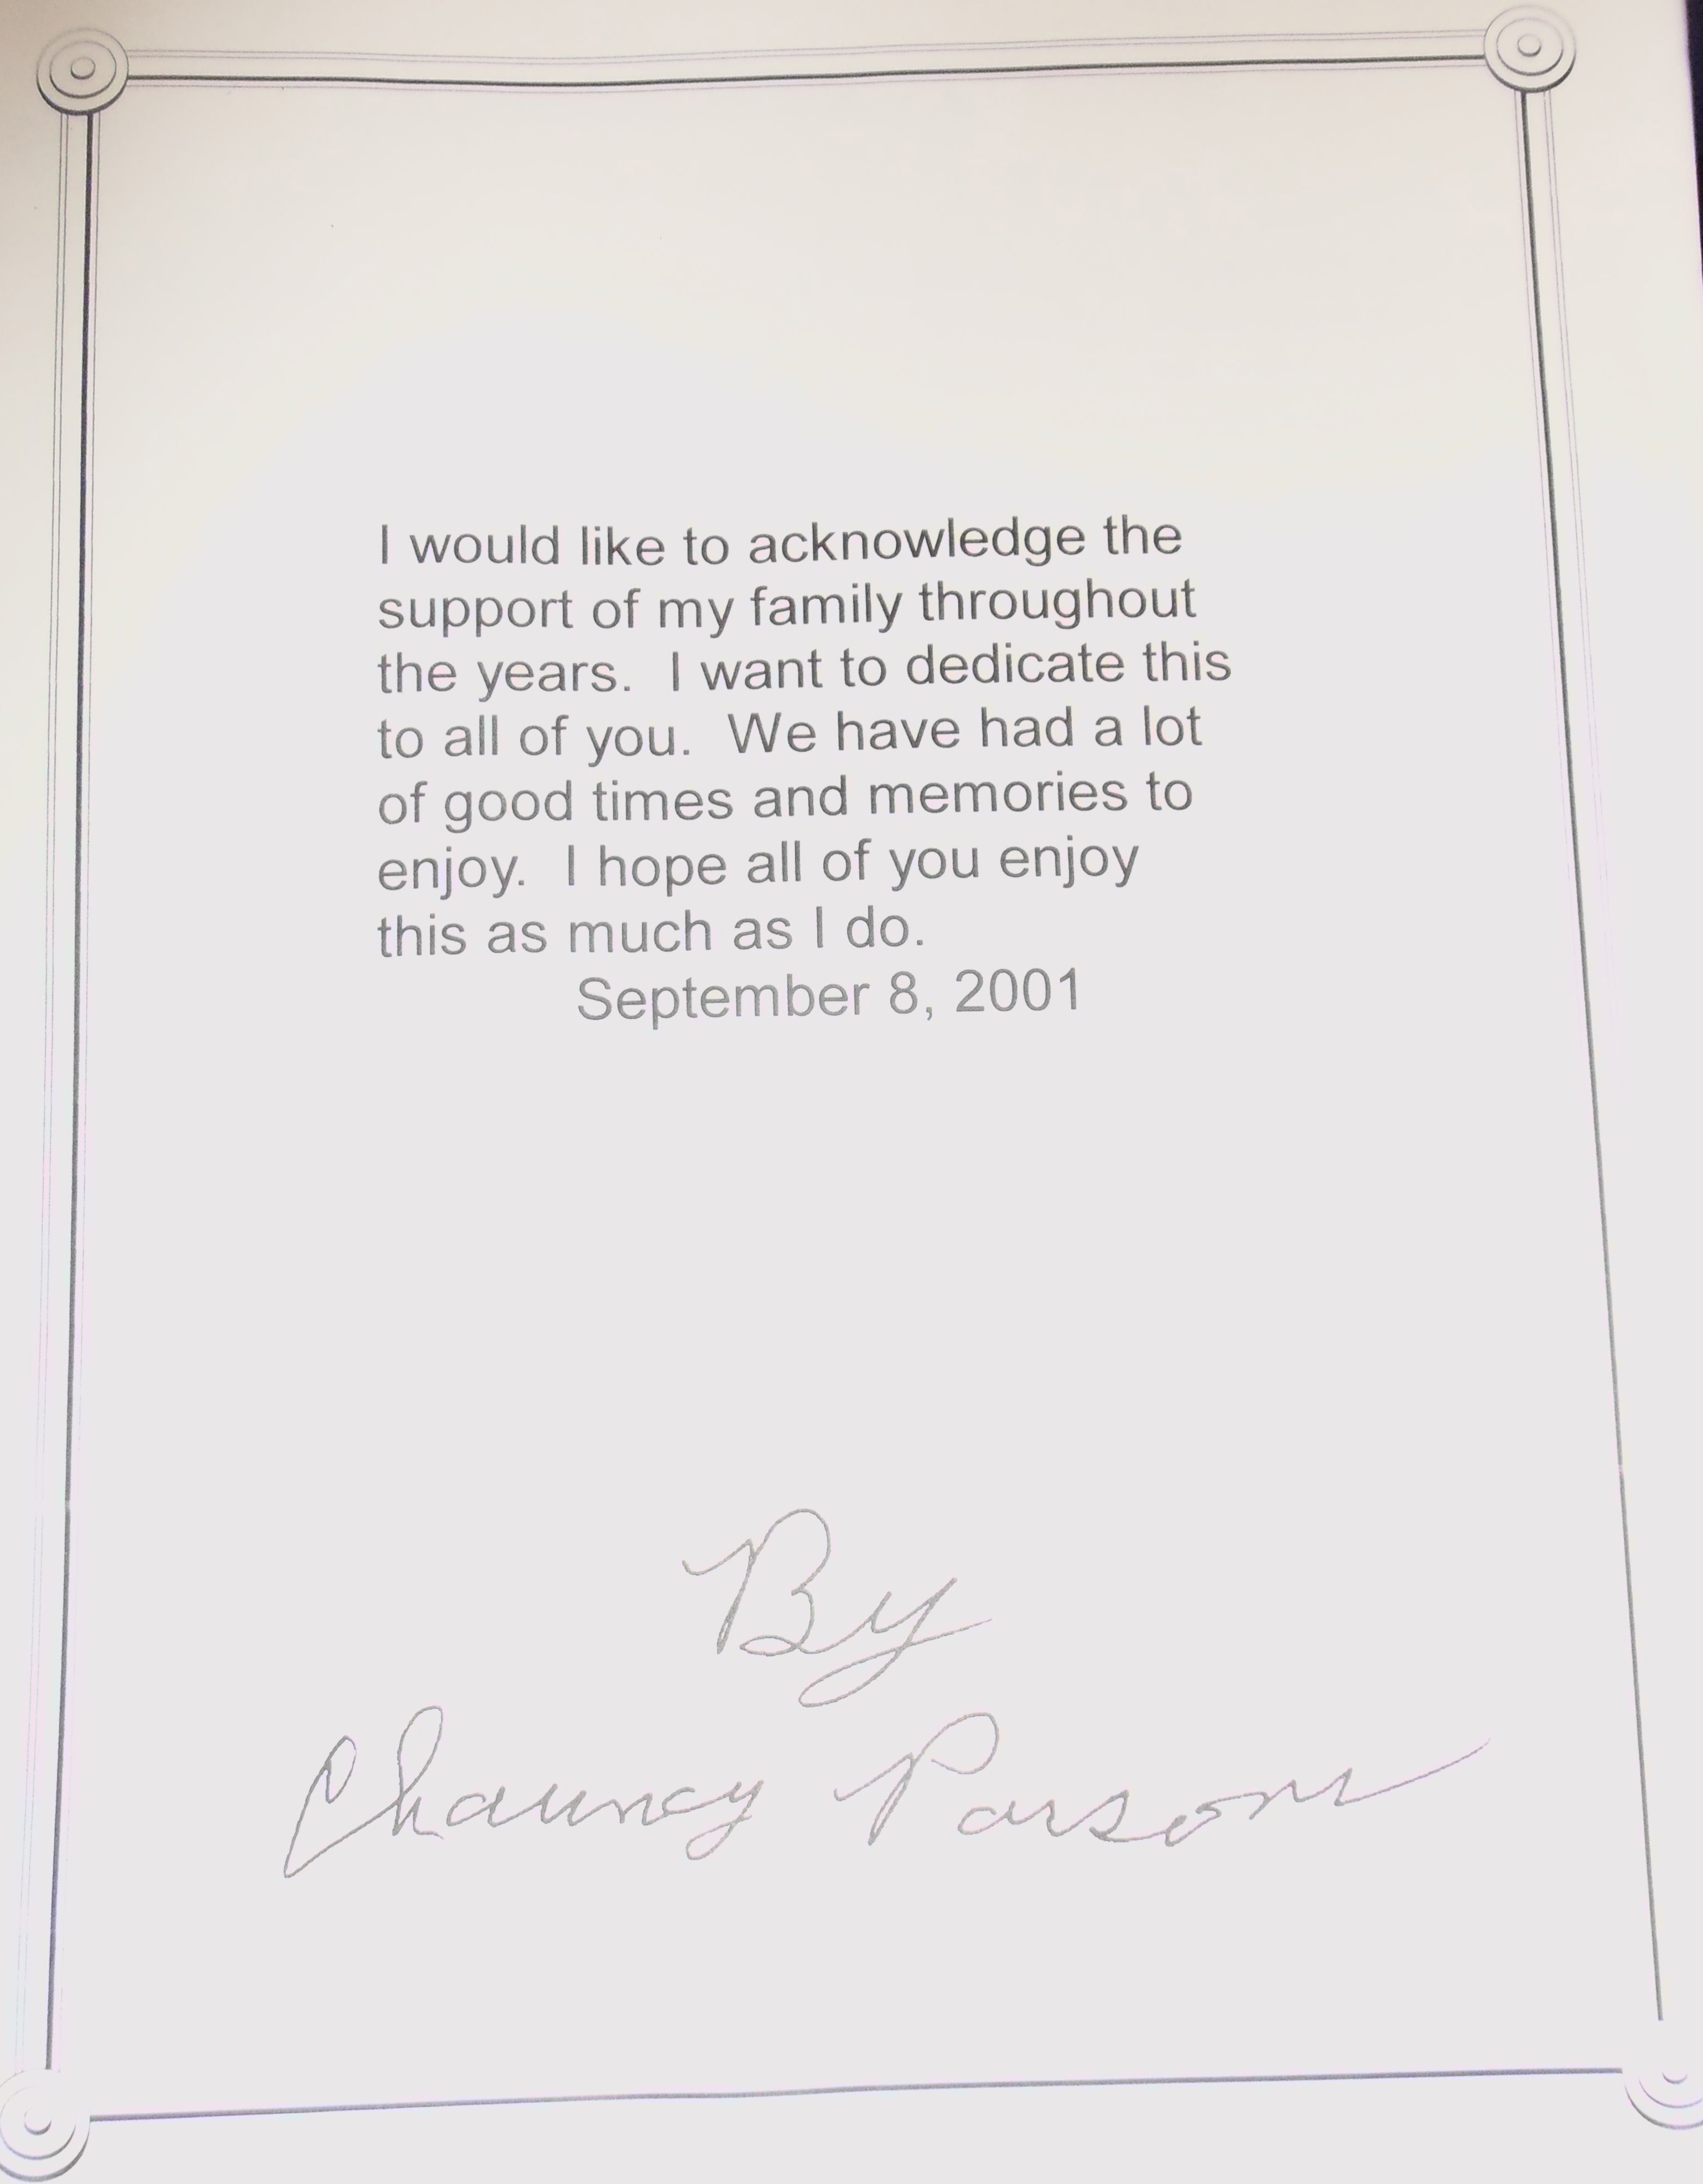 I would like to acknowledge the
support of my family throughout
the years.  I want to dedicate this
to all of you.  We have had a lot
of good times and memories to
enjoy.  I hope all of you enjoy
this as much as I do.
September 8, 2001
By
Chauncy Parsons